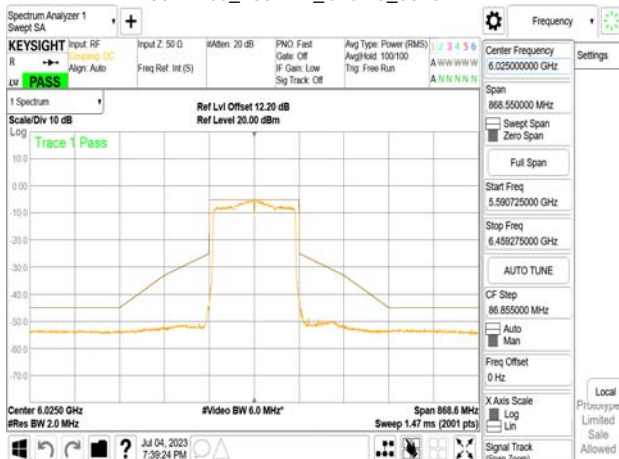 Spectrum Analyzer 1
Swept SA
Frequency
KEYSIGHT
R
LXI
PASS
Input: RF
Coupling: DC
Align: Auto
Input Z: 50 Ω
Freq Ref: Int (S)
#Atten: 20 dB
PNO: Fast
Gate: Off
IF Gain: Low
Sig Track: Off
Avg Type: Power (RMS)
Avg|Hold: 100/100
Trig: Free Run
1 2 3 4 5 6
A W W W W W
A N N N N N
Center Frequency
6.025000000 GHz
Settings
Span
868.550000 MHz
Swept Span
Zero Span
Full Span
Start Freq
5.590725000 GHz
Stop Freq
6.459275000 GHz
AUTO TUNE
CF Step
86.855000 MHz
Auto
Man
Freq Offset
0 Hz
X Axis Scale
Log
Lin
Signal Track
(Span Zoom)
Local
Prototype
Limited
Sale
Allowed
1 Spectrum
Scale/Div 10 dB
Ref Lvl Offset 12.20 dB
Ref Level 20.00 dBm
Log
Trace 1 Pass
10.0
0.00
-10.0
-20.0
-30.0
-40.0
-50.0
-60.0
-70.0
Center 6.0250 GHz
#Res BW 2.0 MHz
#Video BW 6.0 MHz*
Span 868.6 MHz
Sweep 1.47 ms (2001 pts)
Jul 04, 2023
7:39:24 PM